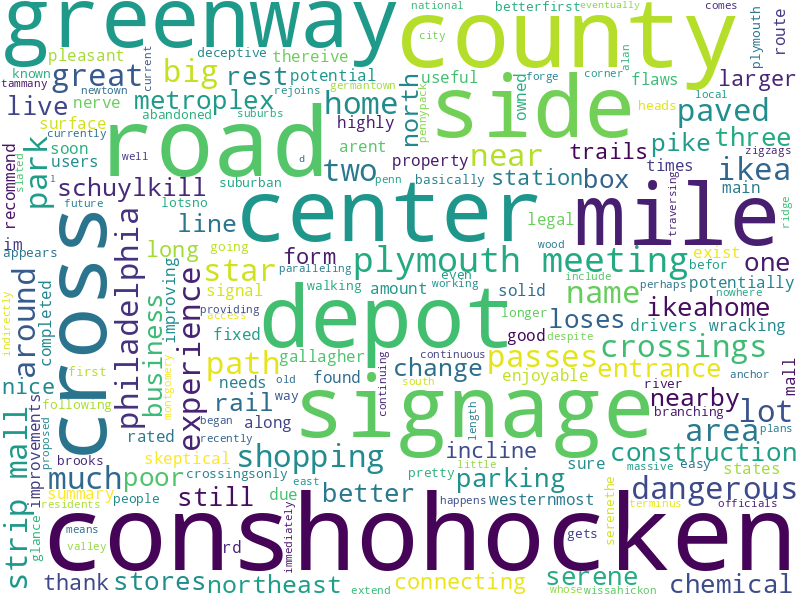 greenway
county
national
betterfirst
eventually
comes
pleasant
current
deceptive
city
plymouth
route
known
tammany
great
big
rest
thereive
potential
useful
alan
corner
flaws
larger
newtown
nerve
metroplex
home
north
pennypack
owned
forge
local
live
abandoned
rejoins
germantown
suburbs
side
heads
paved
surface
road
highly
pike
three
park
currently
soon
users
well
d
arent
near
trails
times
zigzags
recommend
slated
l
schuylkill
suburban
two
property
penn
basically
station
box
ikea
main
future
lotsno
center
legal
mile
traversing
ridge
im
cross
philadelphia
line
going
wood
appears
long
form
paralleling
even
plymouth meeting
exist
befor
one
around
completed
improving
star
walking
amount
working
solid
include
perhaps
nowhere
potentially
indirectly
experience
business
signal
providing
access
depot
longer
name
ikeahome
fixed
good
loses
drivers
wracking
first
path
gallagher
continuous
despite
passes
crossings
nice
montgomery
needs
old
found
change
enjoyable
entrance
anchor
mall
following
rail
way
continuing
south
river
nearby
branching
plans
strip mall
improvements
residents
proposed
rated
began
along
signage
length
area
lot
brooks
skeptical
recently
incline
sure
states
much
poor
crossingsonly
shopping
little
construction
glance
summary
people
still
east
due
better
parking
pretty
massive
easy
westernmost
dangerous
means
valley
rd
immediately
conshohocken
happens
gets
serenethe
terminus
officials
thank
stores
northeast
extend
connecting
serene
whose
wissahickon
chemical